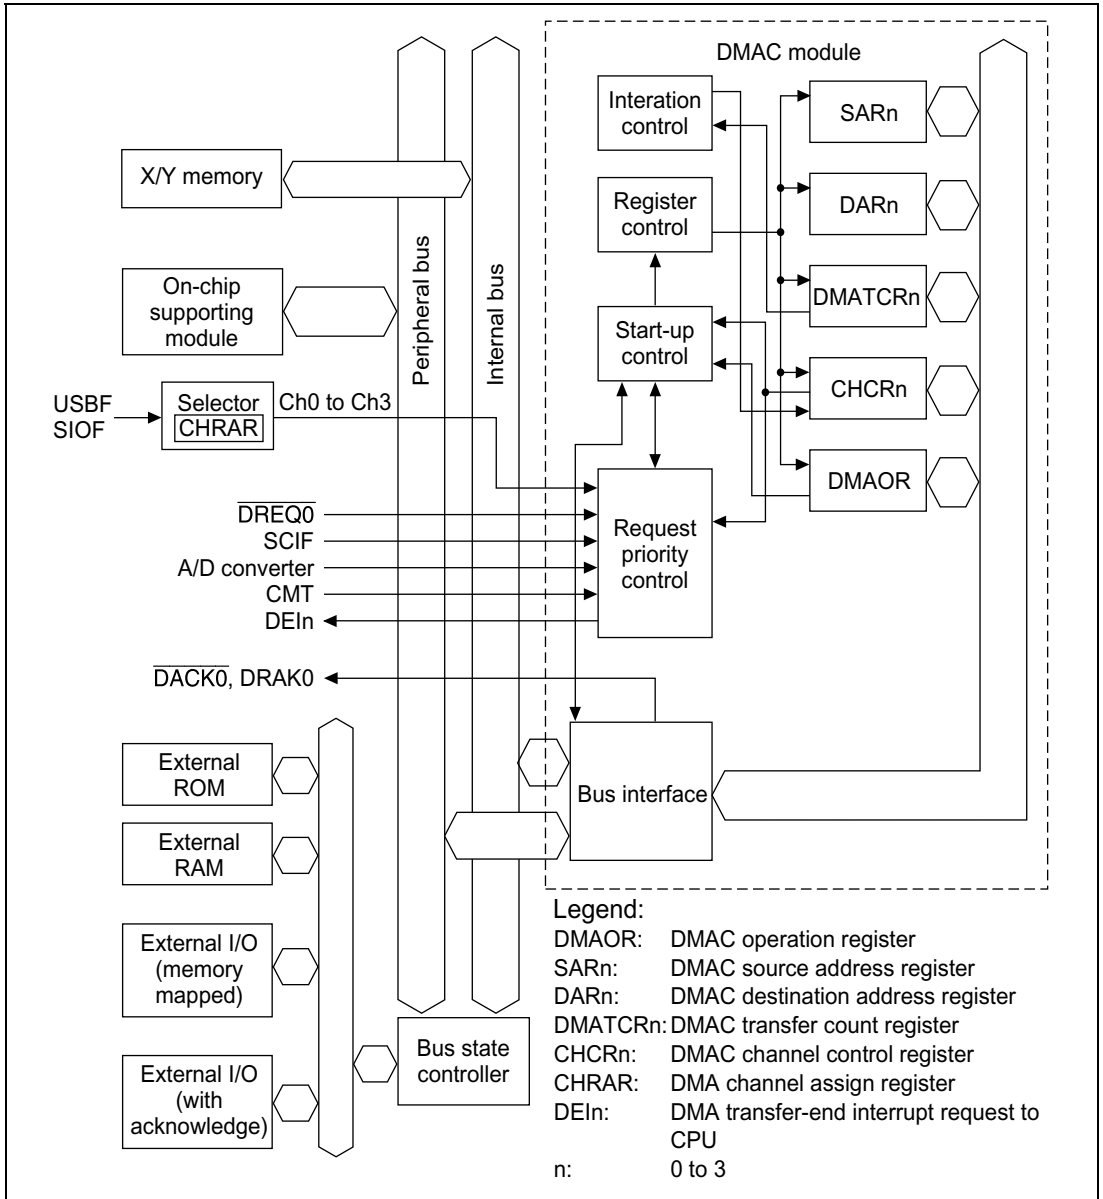 DMAC module
Interation
control
SARn
X/Y memory
Register
control
DARn
Peripheral bus
Internal bus
On-chip
supporting
module
DMATCRn
Start-up
control
USBF
SIOF
Selector
CHRAR
Ch0 to Ch3
CHCRn
DMAOR
DREQ0
SCIF
A/D converter
CMT
DEIn
Request
priority
control
DACK0, DRAK0
External
ROM
Bus interface
External
RAM
External I/O
(memory
mapped)
External I/O
(with
acknowledge)
Bus state
controller
Legend:
DMAOR: DMAC operation register
SARn: DMAC source address register
DARn: DMAC destination address register
DMATCRn: DMAC transfer count register
CHCRn: DMAC channel control register
CHRAR: DMA channel assign register
DEIn: DMA transfer-end interrupt request to
CPU
n: 0 to 3